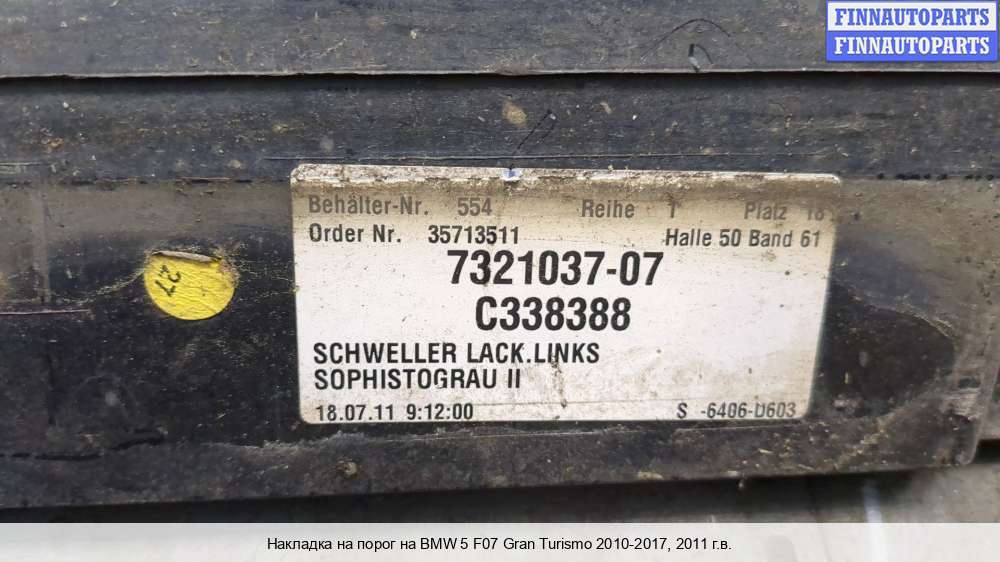 FINNAUTOPARTS
FINNAUTOPARTS
Behälter-Nr. 554 Reihe 1 Platz 18
Order Nr. 35713511 Halle 50 Band 61
7321037-07
C338388
27
SCHWELLER LACK.LINKS
SOPHISTOGRAU II
18.07.11 9:12:00 S -6406-D603
Накладка на порог на BMW 5 F07 Gran Turismo 2010-2017, 2011 г.в.